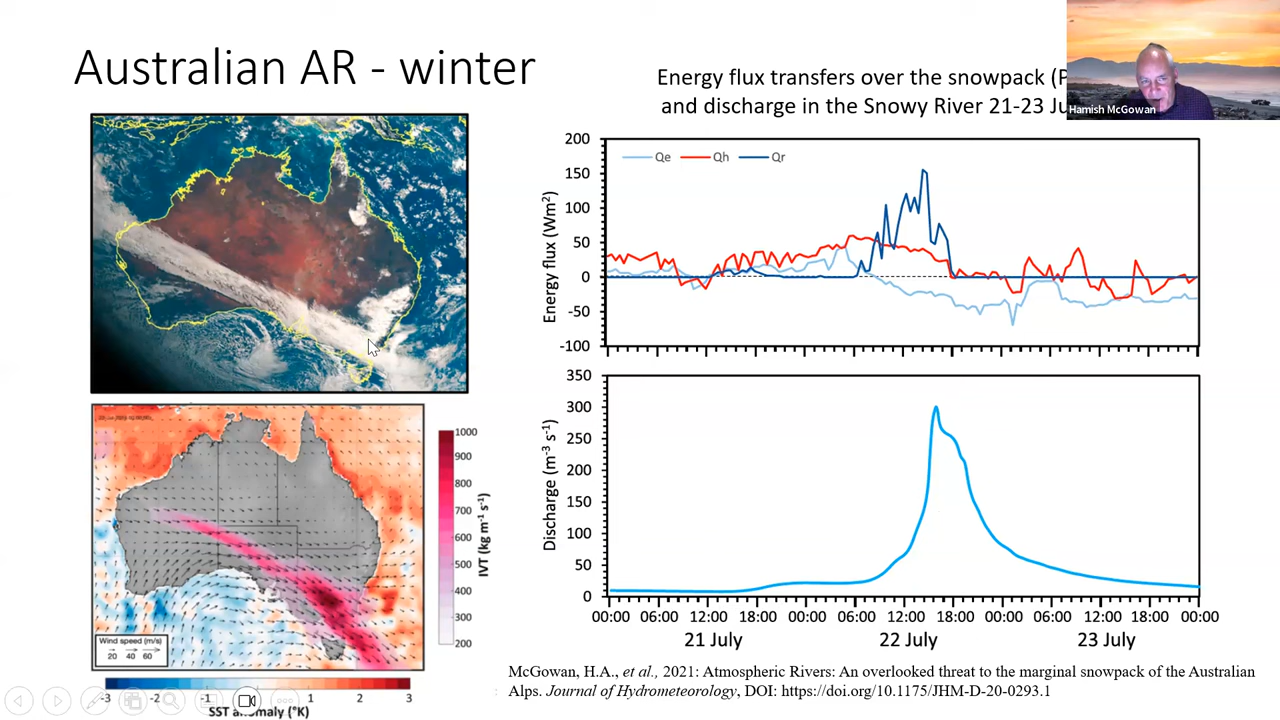 Australian AR - winter
Energy flux transfers over the snowpack (P
and discharge in the Snowy River 21-23 Ju
Hamish McGowan
200
150
100
50
0
-50
-100
Energy flux (Wm²)
Qe Qh Qr
350
300
250
200
150
100
50
0
Discharge (m⁻³ s⁻¹)
00:00 06:00 12:00 18:00 00:00 06:00 12:00 18:00 00:00 06:00 12:00 18:00 00:00
21 July 22 July 23 July
1000
900
800
700
600
500
400
300
200
IVT (kg m⁻¹ s⁻¹)
Wind speed (m/s)
20 40 60
-3 -2 -1 1 2 3
SST anomaly (°K)
McGowan, H.A., et al., 2021: Atmospheric Rivers: An overlooked threat to the marginal snowpack of the Australian
Alps. Journal of Hydrometeorology, DOI: https://doi.org/10.1175/JHM-D-20-0293.1